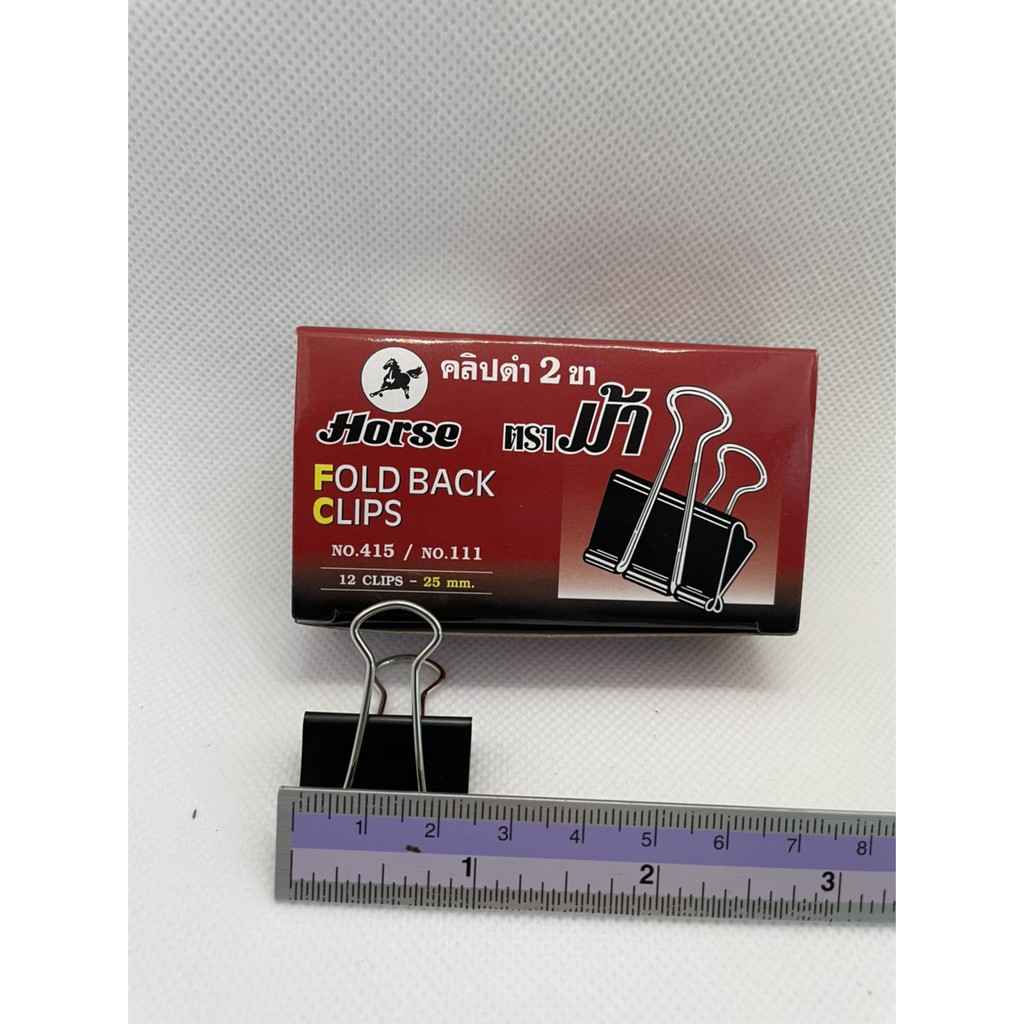 คลิปดำ 2 ขา
Horse
ตราม้า
FOLD BACK
CLIPS
NO.415 / NO.111
12 CLIPS - 25 mm.
1 2 3 4 5 6 7 8
1 2 3